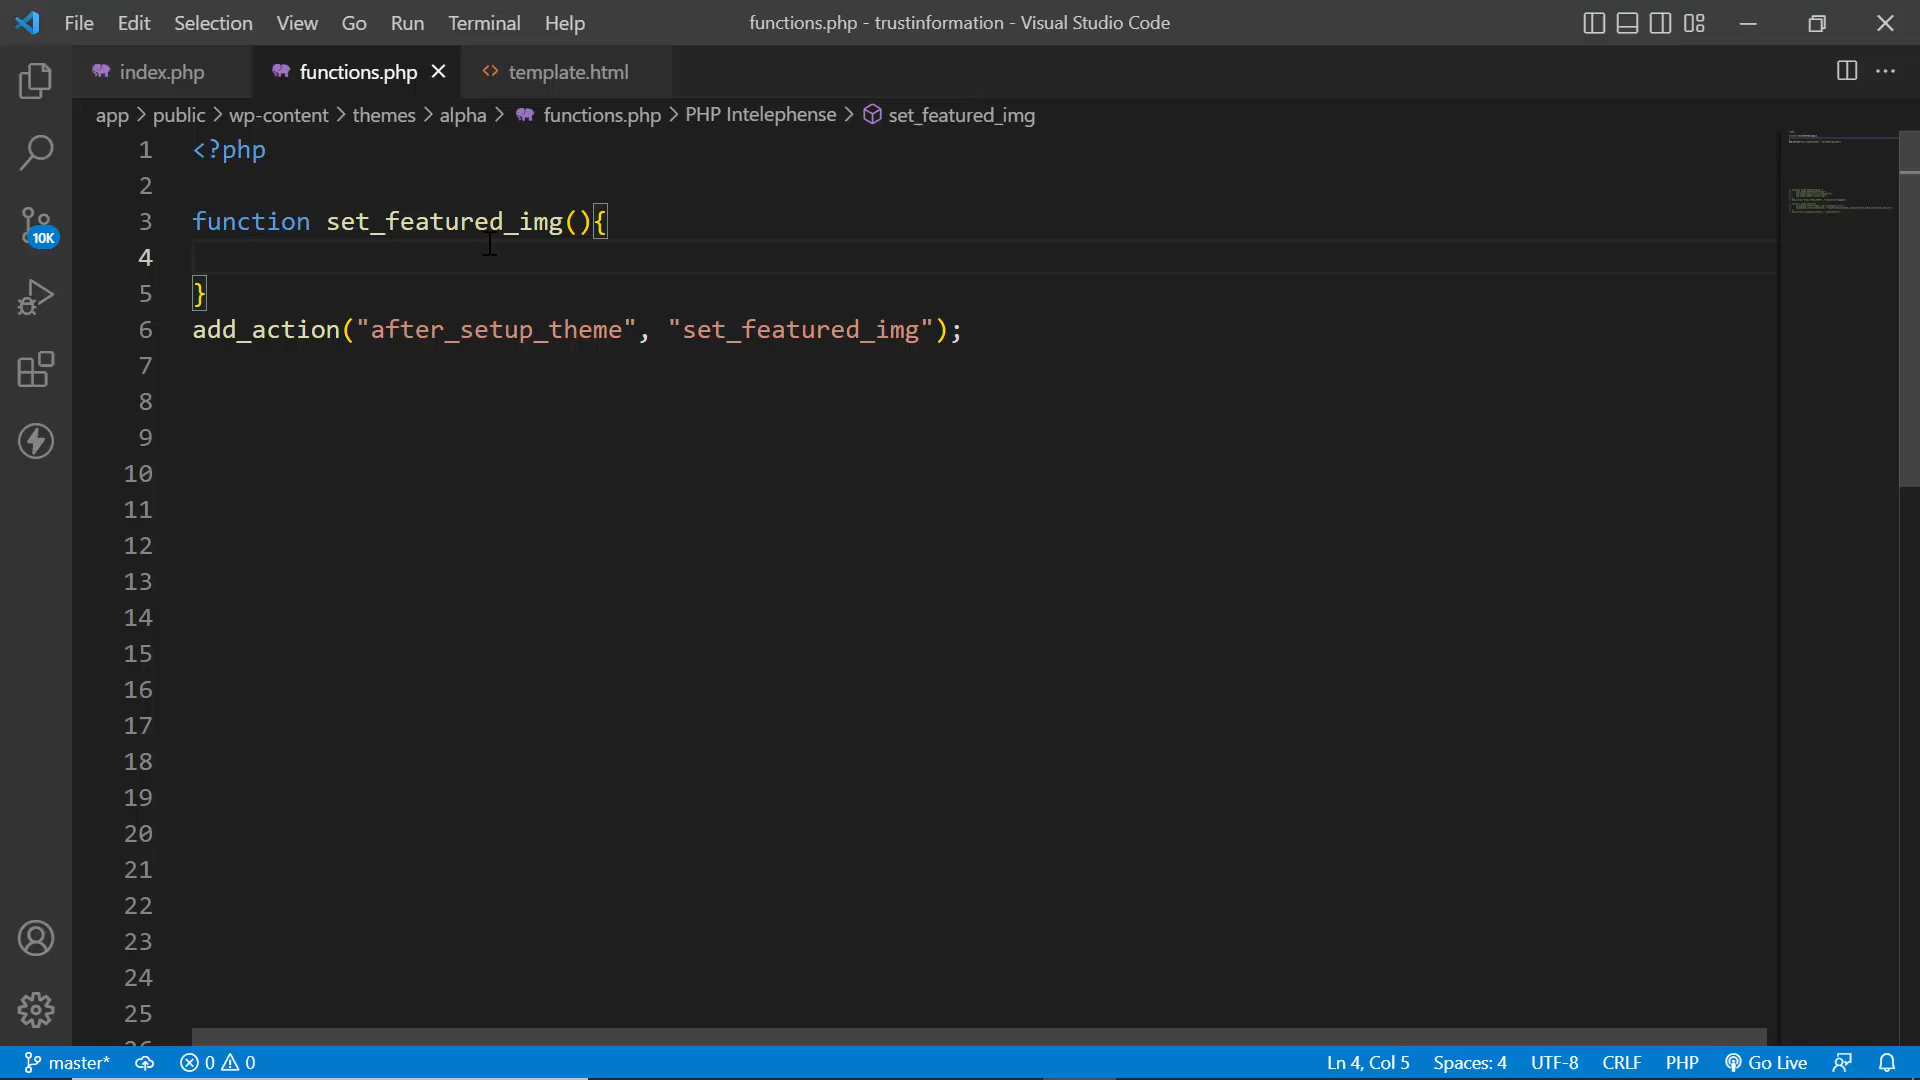 File Edit Selection View Go Run Terminal Help functions.php - trustinformation - Visual Studio Code
index.php functions.php template.html
app > public > wp-content > themes > alpha > functions.php > PHP Intelephense > set_featured_img
1 <?php
2
3 function set_featured_img(){
4
5 }
6 add_action("after_setup_theme", "set_featured_img");
7
8
9
10
11
12
13
14
15
16
17
18
19
20
21
22
23
24
25
10K
master* 0 0 Ln 4, Col 5 Spaces: 4 UTF-8 CRLF PHP Go Live